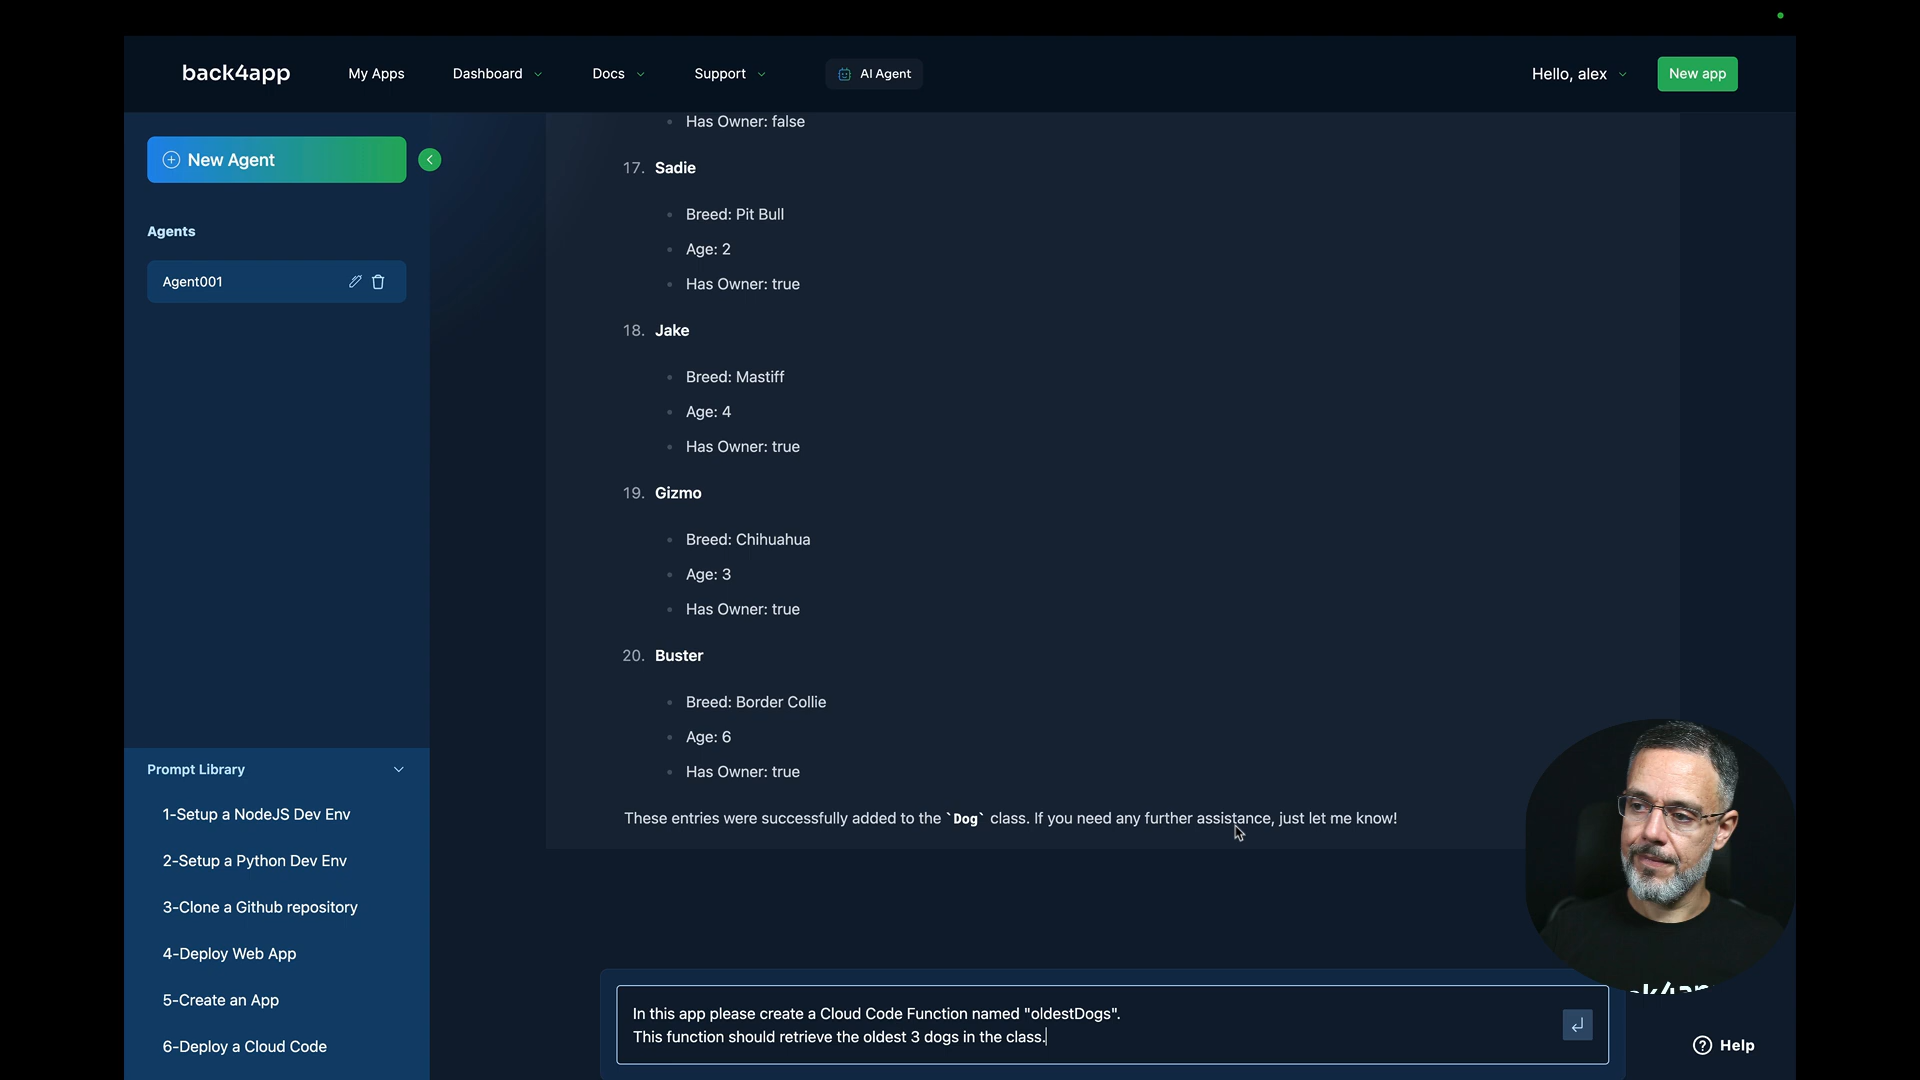 back4app
My Apps
Dashboard
Docs
Support
AI Agent
Hello, alex
New app
New Agent
Agents
Agent001
Prompt Library
1-Setup a NodeJS Dev Env
2-Setup a Python Dev Env
3-Clone a Github repository
4-Deploy Web App
5-Create an App
6-Deploy a Cloud Code
Has Owner: false
17. Sadie
Breed: Pit Bull
Age: 2
Has Owner: true
18. Jake
Breed: Mastiff
Age: 4
Has Owner: true
19. Gizmo
Breed: Chihuahua
Age: 3
Has Owner: true
20. Buster
Breed: Border Collie
Age: 6
Has Owner: true
These entries were successfully added to the `Dog` class. If you need any further assistance, just let me know!
In this app please create a Cloud Code Function named "oldestDogs".
This function should retrieve the oldest 3 dogs in the class.
Help